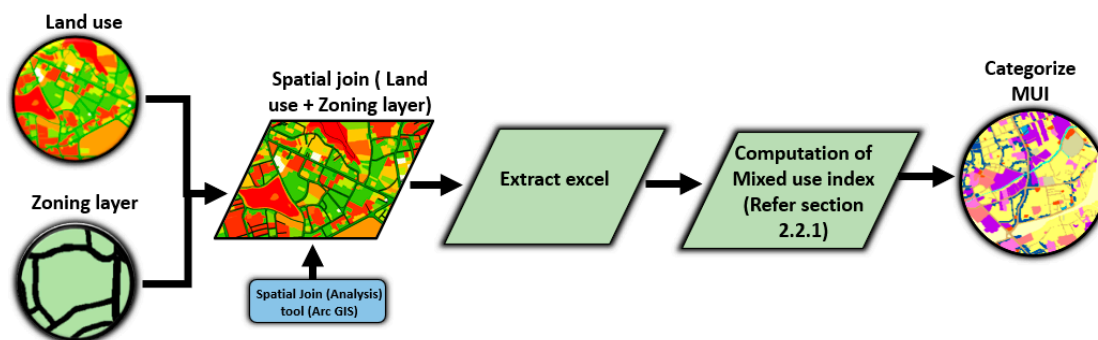 Land use
Zoning layer
Spatial join ( Land
use + Zoning layer)
Spatial Join (Analysis)
tool (Arc GIS)
Extract excel
Computation of
Mixed use index
(Refer section
2.2.1)
Categorize
MUI